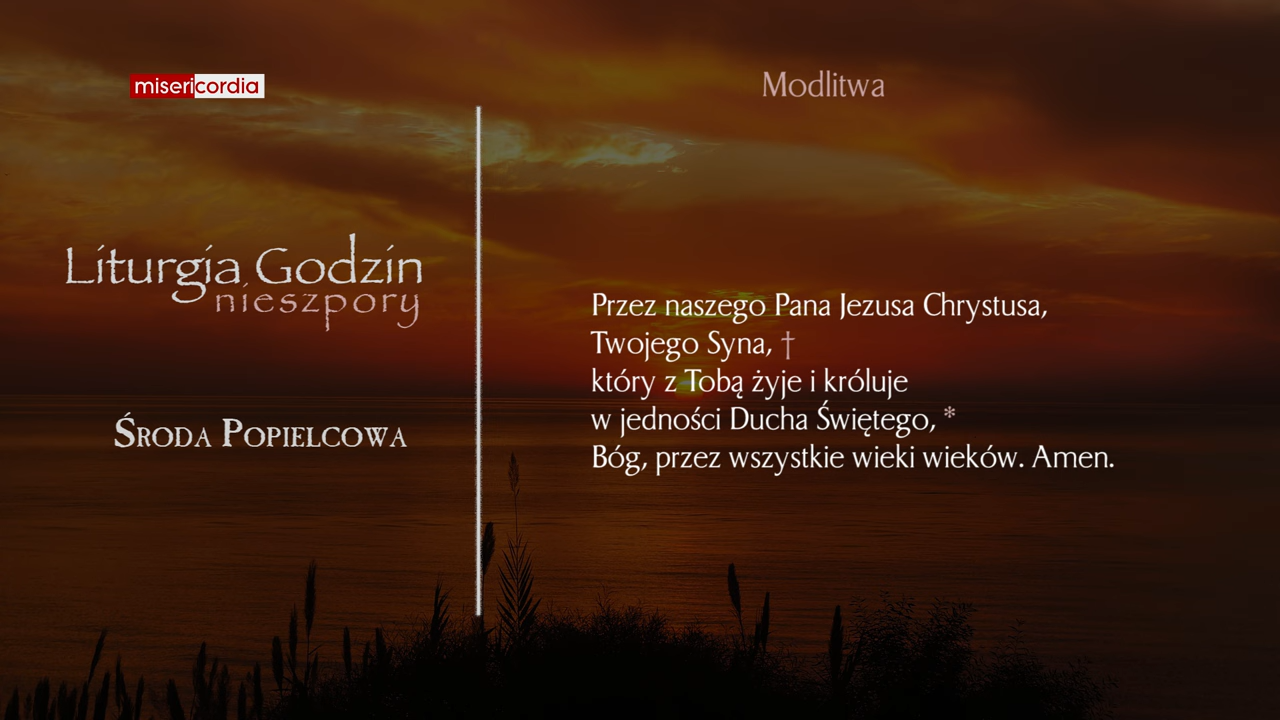 misericordia
Liturgia Godzin
nieszpory
Środa Popielcowa
Modlitwa
Przez naszego Pana Jezusa Chrystusa,
Twojego Syna, †
który z Tobą żyje i króluje
w jedności Ducha Świętego, *
Bóg, przez wszystkie wieki wieków. Amen.